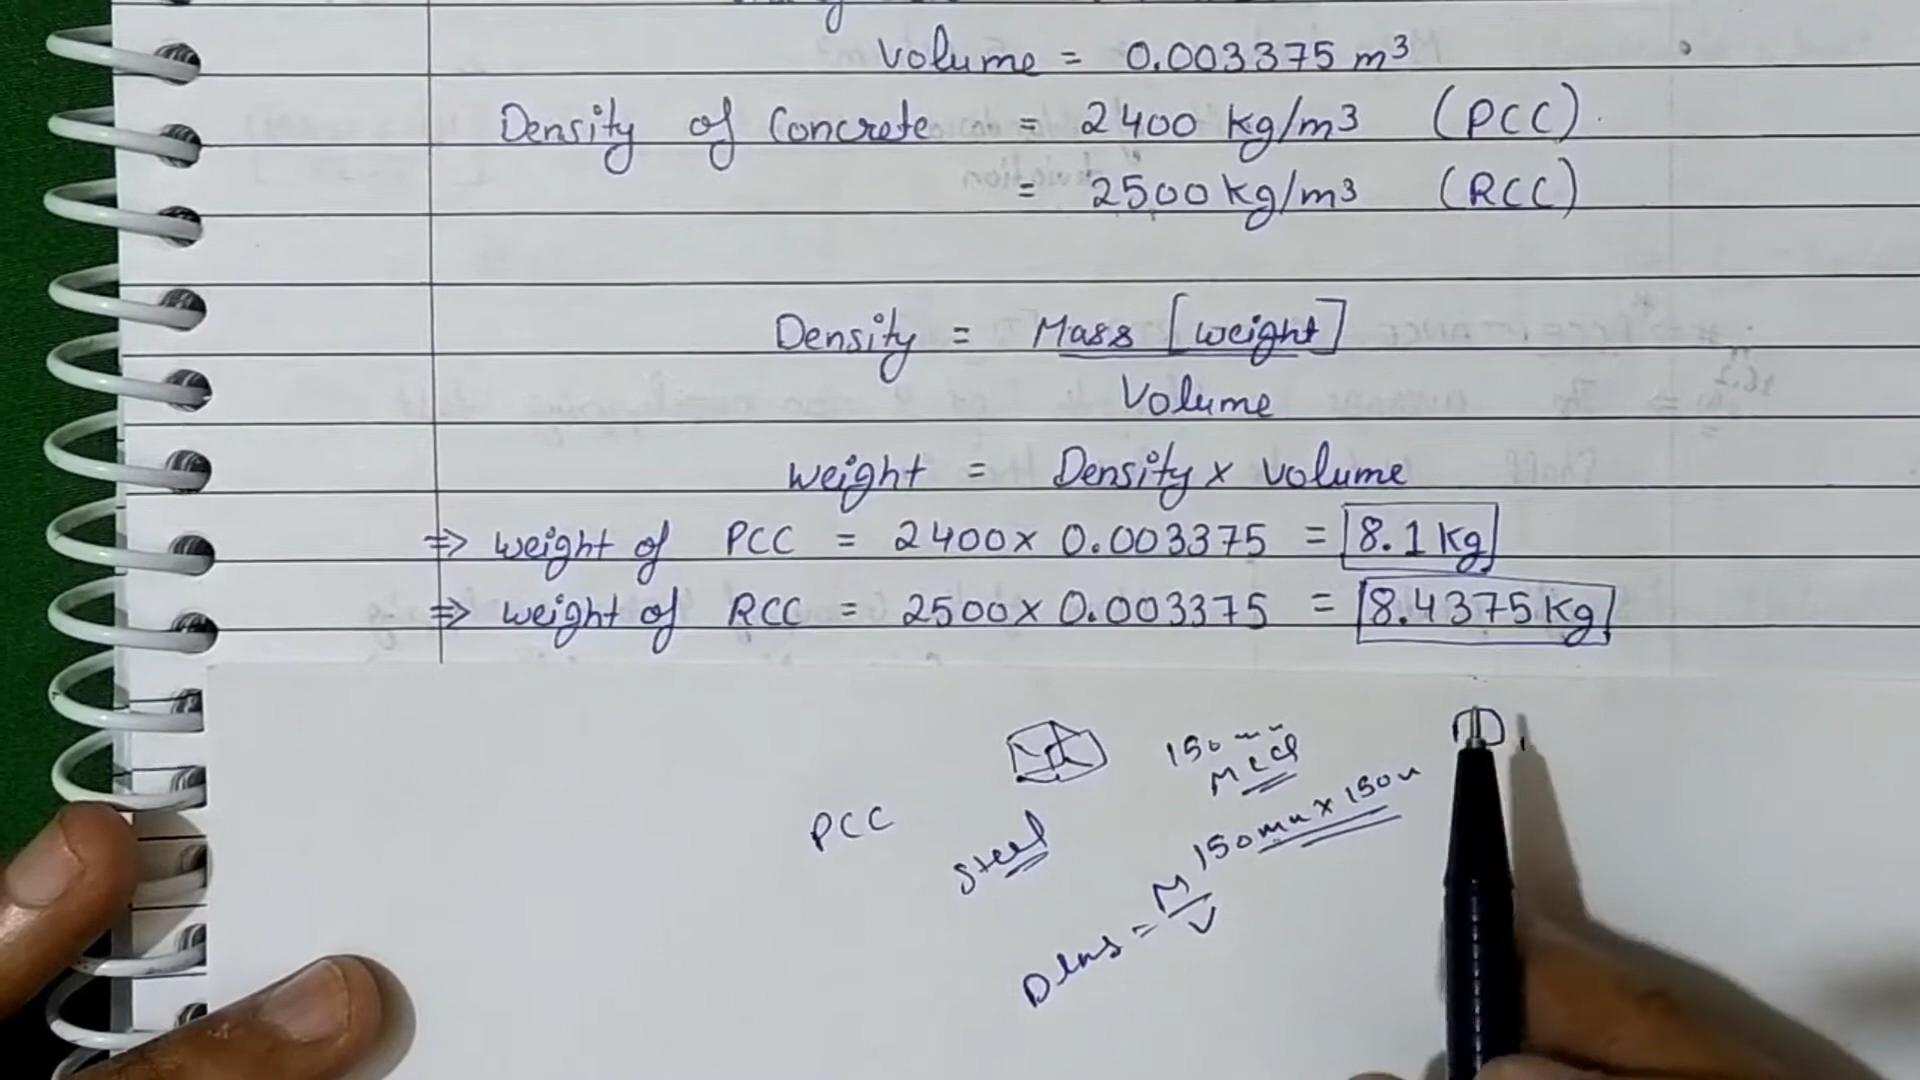 Volume = 0.003375 m³
Density of Concrete = 2400 kg/m³ (PCC)
= 2500 kg/m³ (RCC)
Density = Mass [weight]
Volume
weight = Density x volume
⇒ weight of PCC = 2400 x 0.003375 = 8.1 kg
⇒ weight of RCC = 2500 x 0.003375 = 8.4375 Kg
150
PCC
Steel
150mm x 150
Dens = M
V